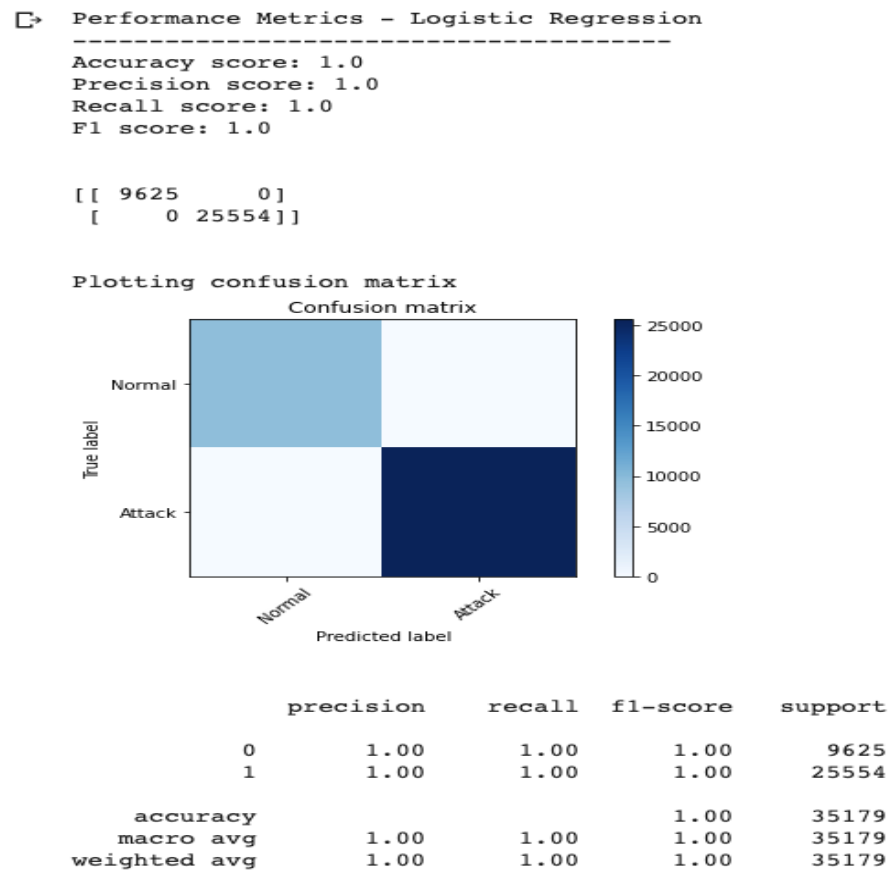 Performance Metrics - Logistic Regression
---------------------------------------
Accuracy score: 1.0
Precision score: 1.0
Recall score: 1.0
F1 score: 1.0
[[ 9625     0]
[     0 25554]]
Plotting confusion matrix
Confusion matrix
25000
20000
Normal
15000
True label
10000
Attack
5000
0
Normal Attack
Predicted label
precision recall f1-score support
0 1.00 1.00 1.00 9625
1 1.00 1.00 1.00 25554
accuracy 1.00 35179
macro avg 1.00 1.00 1.00 35179
weighted avg 1.00 1.00 1.00 35179